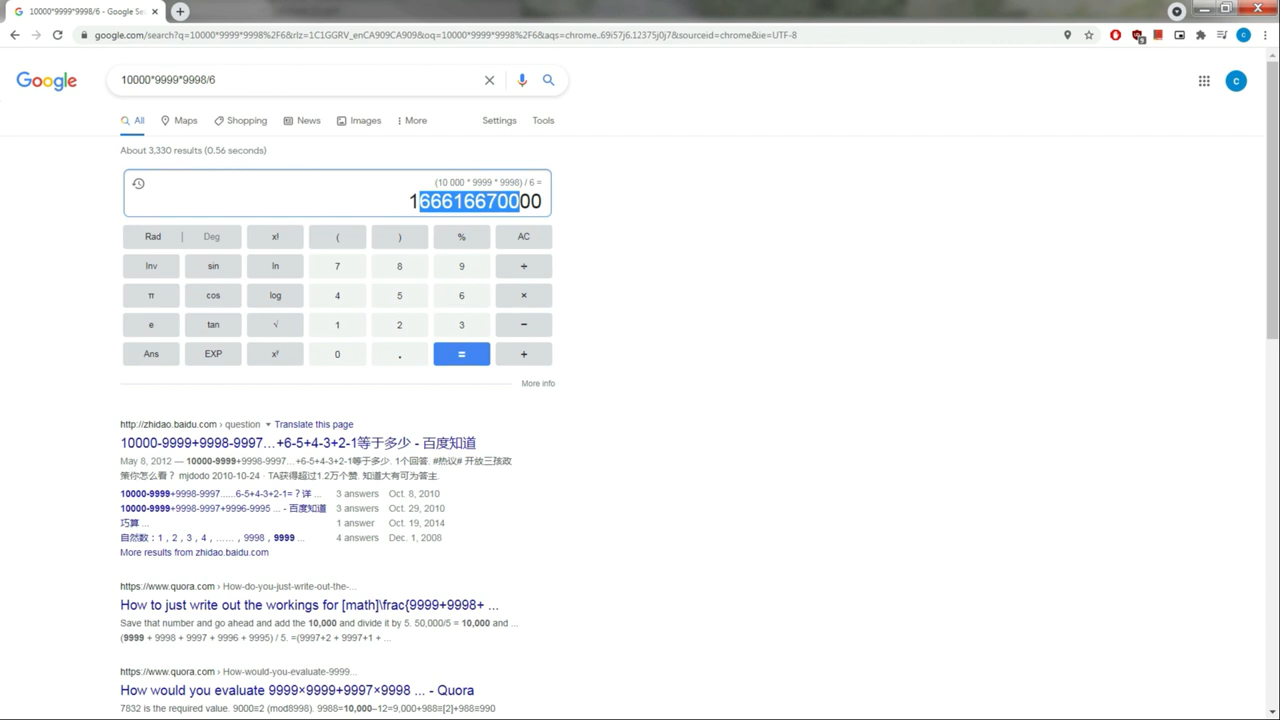 10000*9999*9998/6 - Google Se
google.com/search?q=10000*9999*9998%2F6&rlz=1C1GGRV_enCA909CA909&oq=10000*9999*9998%2F6&aqs=chrome..69i57j6.12375j0j7&sourceid=chrome&ie=UTF-8
Google
10000*9999*9998/6
C
All Maps Shopping News Images More Settings Tools
About 3,330 results (0.56 seconds)
(10 000 * 9999 * 9998) / 6 =
166616670000
Rad | Deg x! ( ) % AC
Inv sin ln 7 8 9 ÷
π cos log 4 5 6 ×
e tan √ 1 2 3 −
Ans EXP xʸ 0 . = +
More info
http://zhidao.baidu.com › question Translate this page
10000-9999+9998-9997…+6-5+4-3+2-1等于多少 - 百度知道
May 8, 2012 — 10000-9999+9998-9997…+6-5+4-3+2-1等于多少. 1个回答. #热议# 开放三孩政
策你怎么看？ mjdodo 2010-10-24 · TA获得超过1.2万个赞. 知道大有可为答主.
10000-9999+9998-9997......6-5+4-3+2-1=？详 ... 3 answers Oct. 8, 2010
10000-9999+9998-9997+9996-9995 ... - 百度知道 3 answers Oct. 29, 2010
巧算 ... 1 answer Oct. 19, 2014
自然数：1，2，3，4，……，9998，9999 ... 4 answers Dec. 1, 2008
More results from zhidao.baidu.com
https://www.quora.com › How-do-you-just-write-out-the-...
How to just write out the workings for [math]\frac{9999+9998+ ...
Save that number and go ahead and add the 10,000 and divide it by 5. 50,000/5 = 10,000 and ...
(9999 + 9998 + 9997 + 9996 + 9995) / 5. =(9997+2 + 9997+1 + ...
https://www.quora.com › How-would-you-evaluate-9999...
How would you evaluate 9999×9999+9997×9998 ... - Quora
7832 is the required value. 9000≡2 (mod8998). 9988=10,000–12=9,000+988≡[2]+988≡990